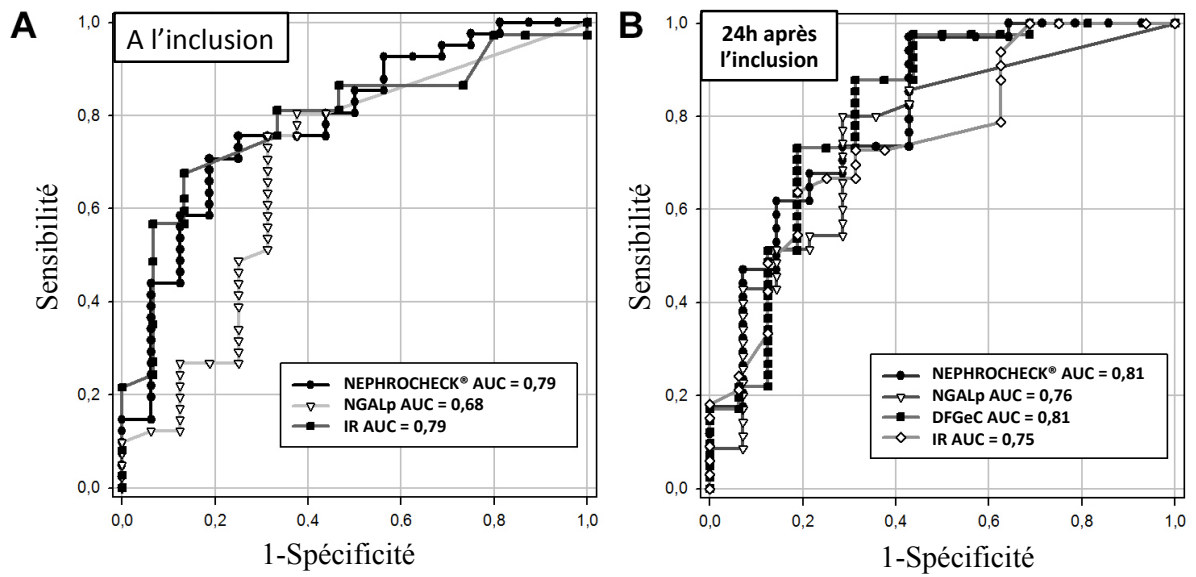 A
A l’inclusion
Sensibilité
1,0
0,8
0,6
0,4
0,2
0,0
NEPHROCHECK® AUC = 0,79
NGALp AUC = 0,68
IR AUC = 0,79
0,0 0,2 0,4 0,6 0,8 1,0
1-Spécificité
B
24h après
l’inclusion
Sensibilité
1,0
0,8
0,6
0,4
0,2
0,0
NEPHROCHECK® AUC = 0,81
NGALp AUC = 0,76
DFGeC AUC = 0,81
IR AUC = 0,75
0,0 0,2 0,4 0,6 0,8 1,0
1-Spécificité